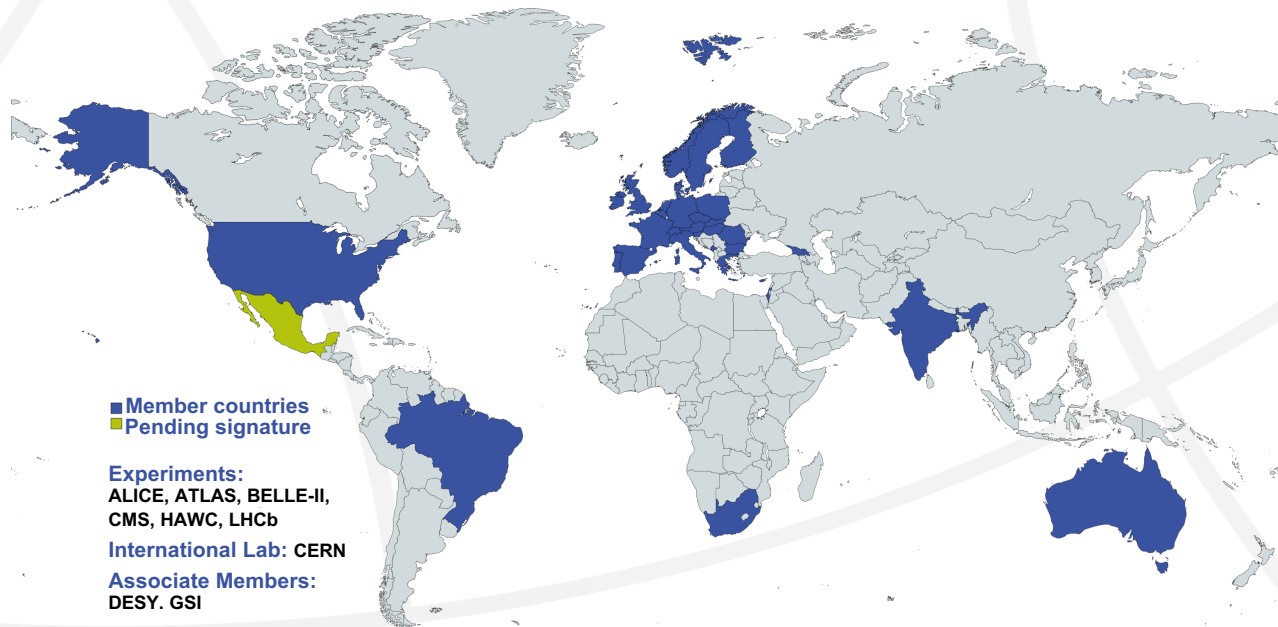 Member countries
Pending signature
Experiments:
ALICE, ATLAS, BELLE-II,
CMS, HAWC, LHCb
International Lab: CERN
Associate Members:
DESY. GSI